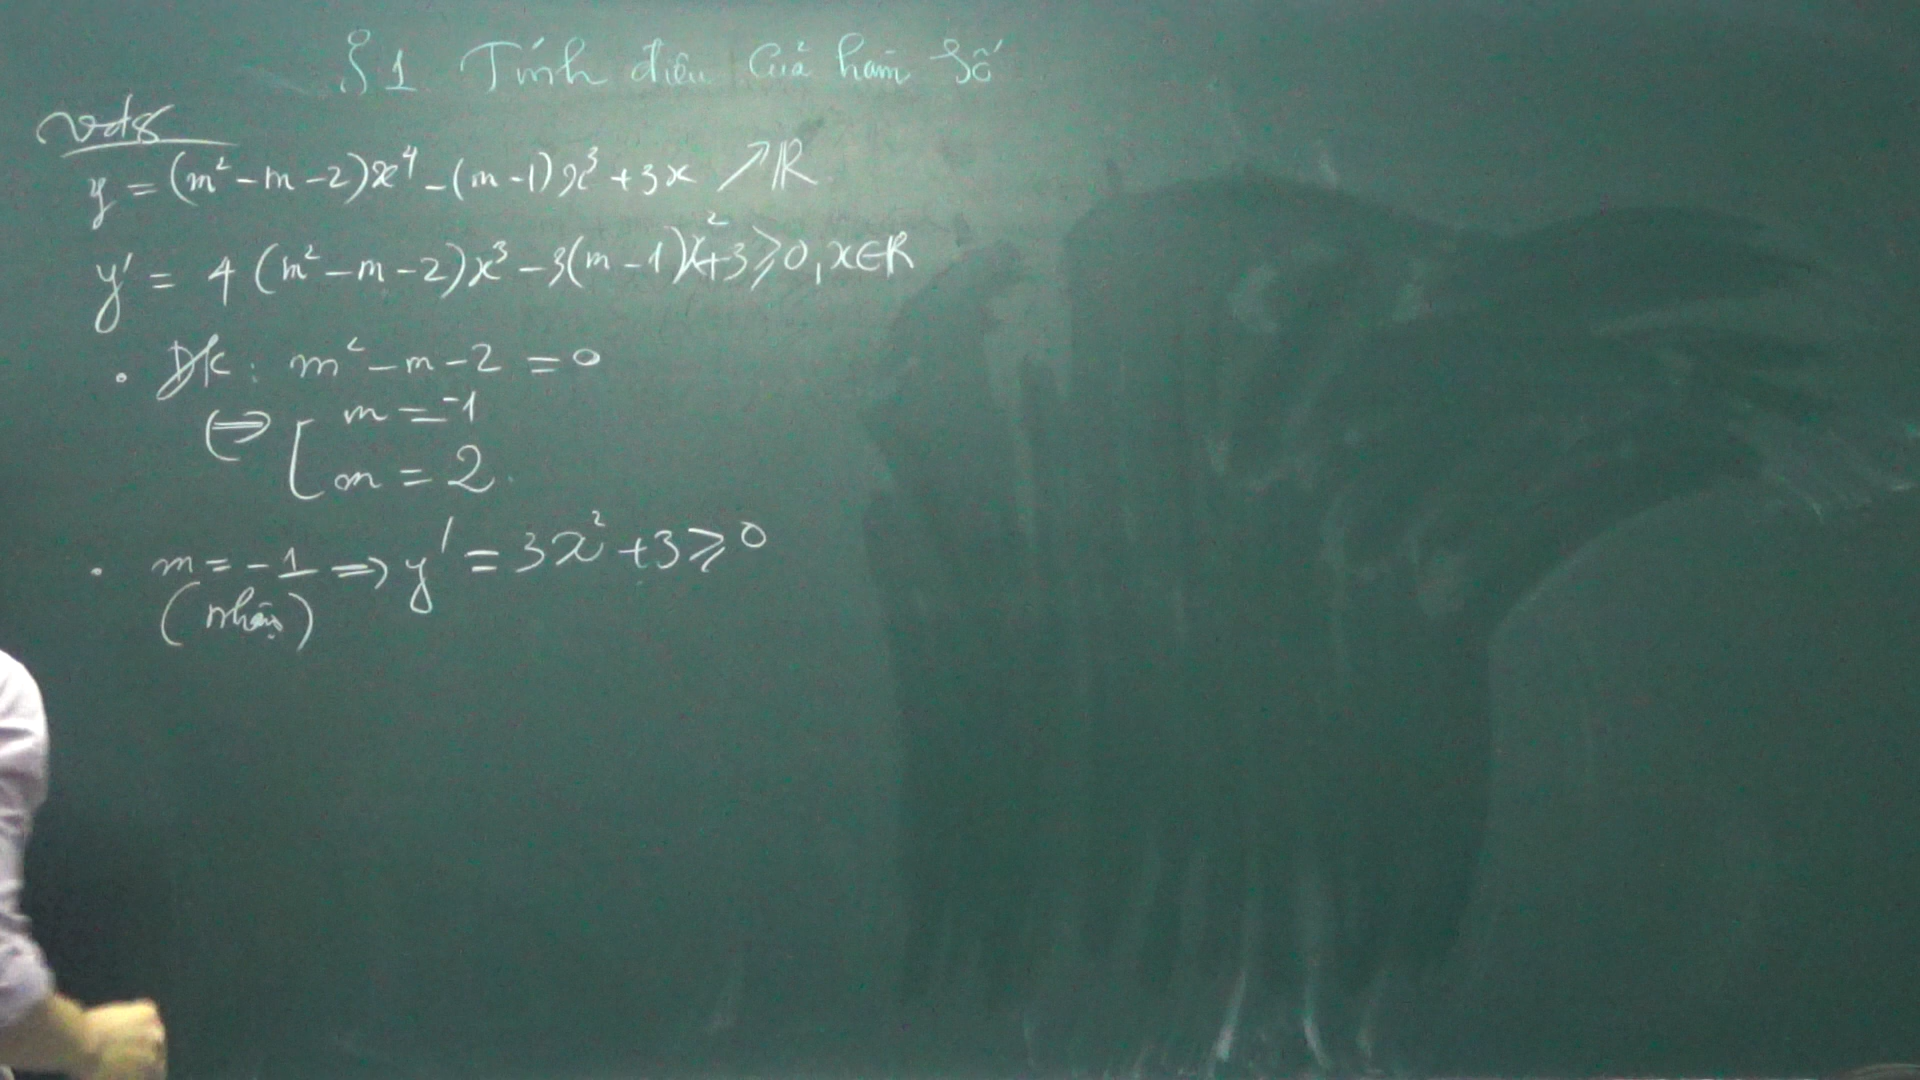 §1 Tính điệu của hàm số
vd8
y = (m² - m - 2)x⁴ - (m - 1)x³ + 3x ↗ ℝ
y' = 4(m² - m - 2)x³ - 3(m - 1)x² + 3 ⩾ 0, x ∈ R
. ĐK: m² - m - 2 = 0
⇔ [ m = -1
m = 2.
. m = -1 ⇒ y' = 3x² + 3 ⩾ 0
(nhận)